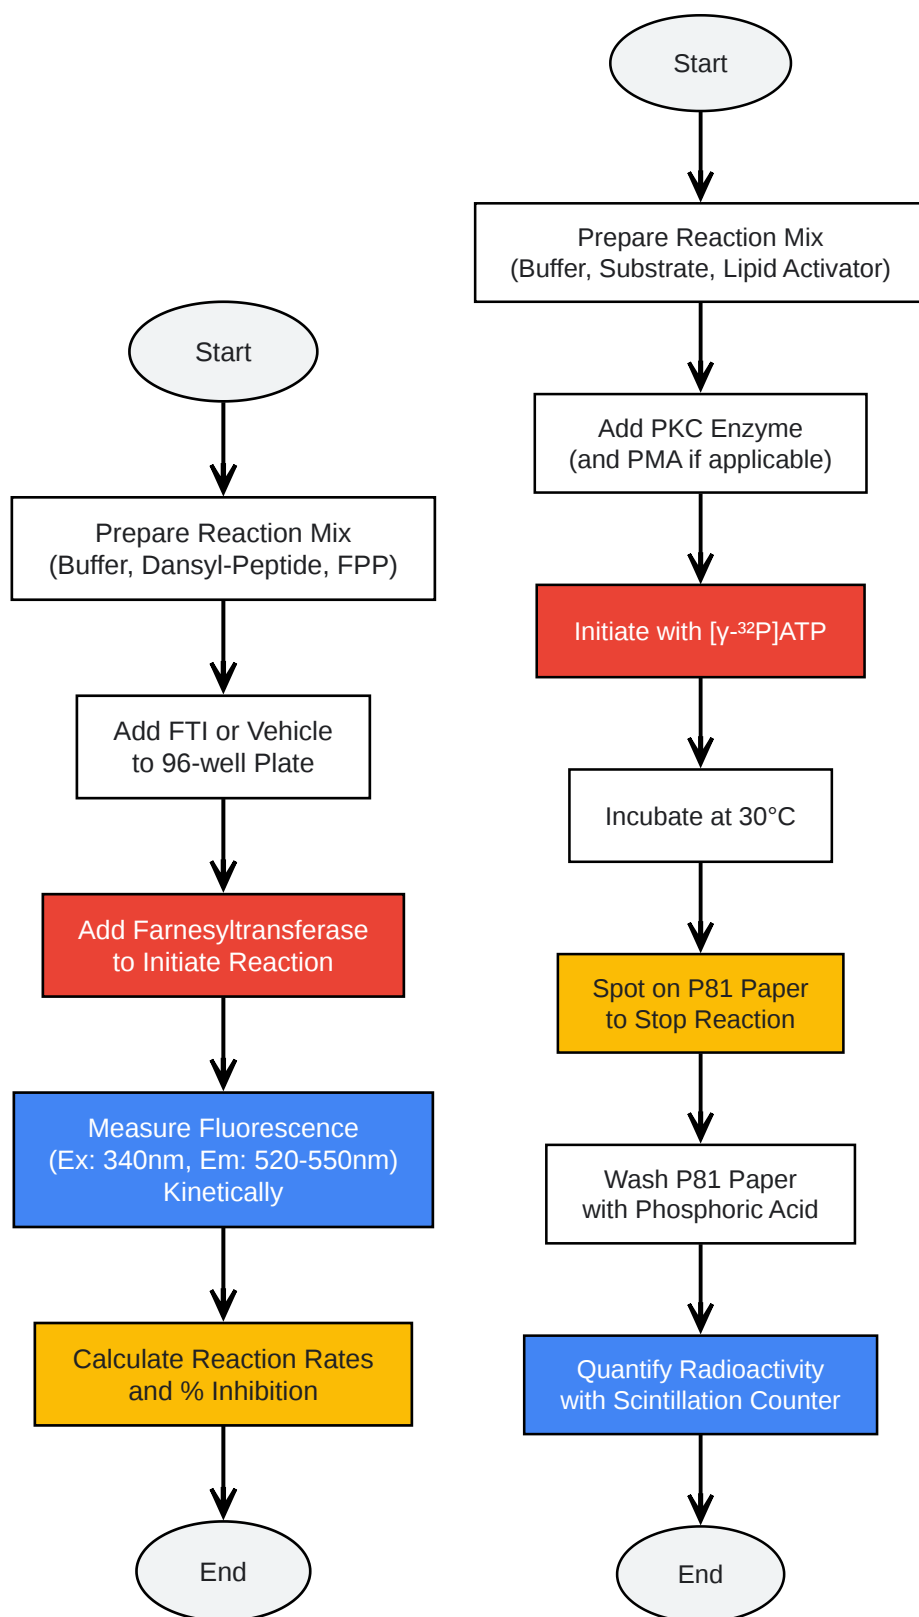 Start
Prepare Reaction Mix
(Buffer, Dansyl-Peptide, FPP)
Add FTI or Vehicle
to 96-well Plate
Add Farnesyltransferase
to Initiate Reaction
Measure Fluorescence
(Ex: 340nm, Em: 520-550nm)
Kinetically
Calculate Reaction Rates
and % Inhibition
End
Start
Prepare Reaction Mix
(Buffer, Substrate, Lipid Activator)
Add PKC Enzyme
(and PMA if applicable)
Initiate with [γ-³²P]ATP
Incubate at 30°C
Spot on P81 Paper
to Stop Reaction
Wash P81 Paper
with Phosphoric Acid
Quantify Radioactivity
with Scintillation Counter
End